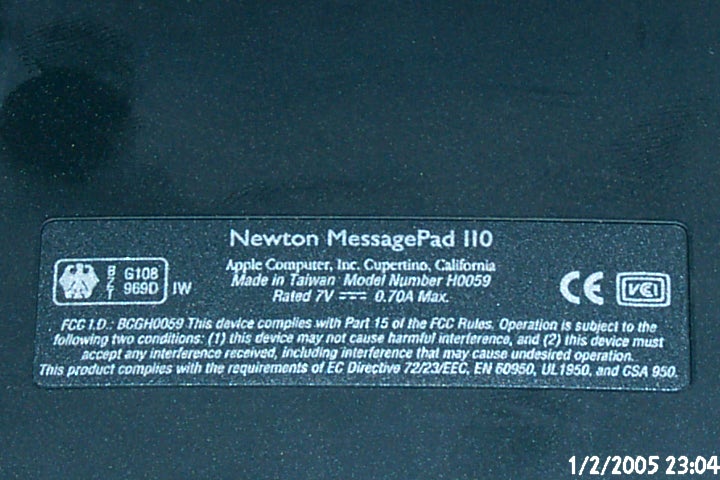 Newton MessagePad 110
Apple Computer, Inc. Cupertino, California
Made in Taiwan Model Number H0059
Rated 7V ⎓ 0.70A Max.
BZT G108 969D JW
CE VCCI
FCC I.D.: BCGH0059 This device complies with Part 15 of the FCC Rules. Operation is subject to the
following two conditions: (1) this device may not cause harmful interference, and (2) this device must
accept any interference received, including interference that may cause undesired operation.
This product complies with the requirements of EC Directive 72/23/EEC, EN 60950, UL1950, and CSA 950.
1/2/2005 23:04